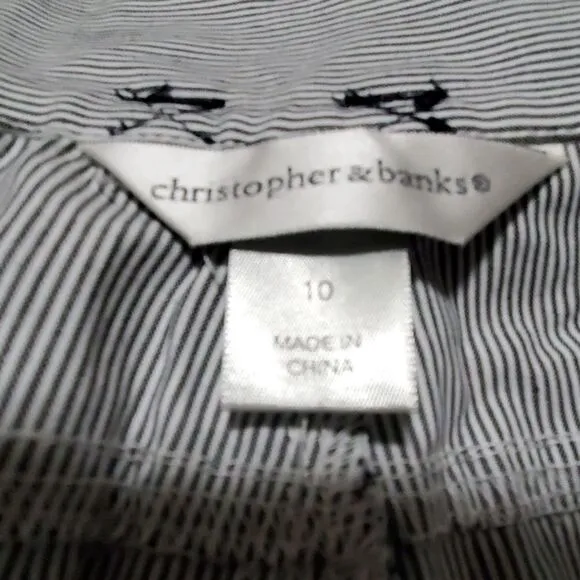 christopher & banks®
10
MADE IN
CHINA